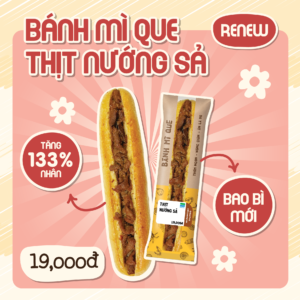 BÁNH MÌ QUE
RENEW
THỊT NƯỚNG SẢ
TĂNG
133%
NHÂN
BÁNH MÌ QUE
THỊT
NƯỚNG SẢ
BAO BÌ
MỚI
19,000đ